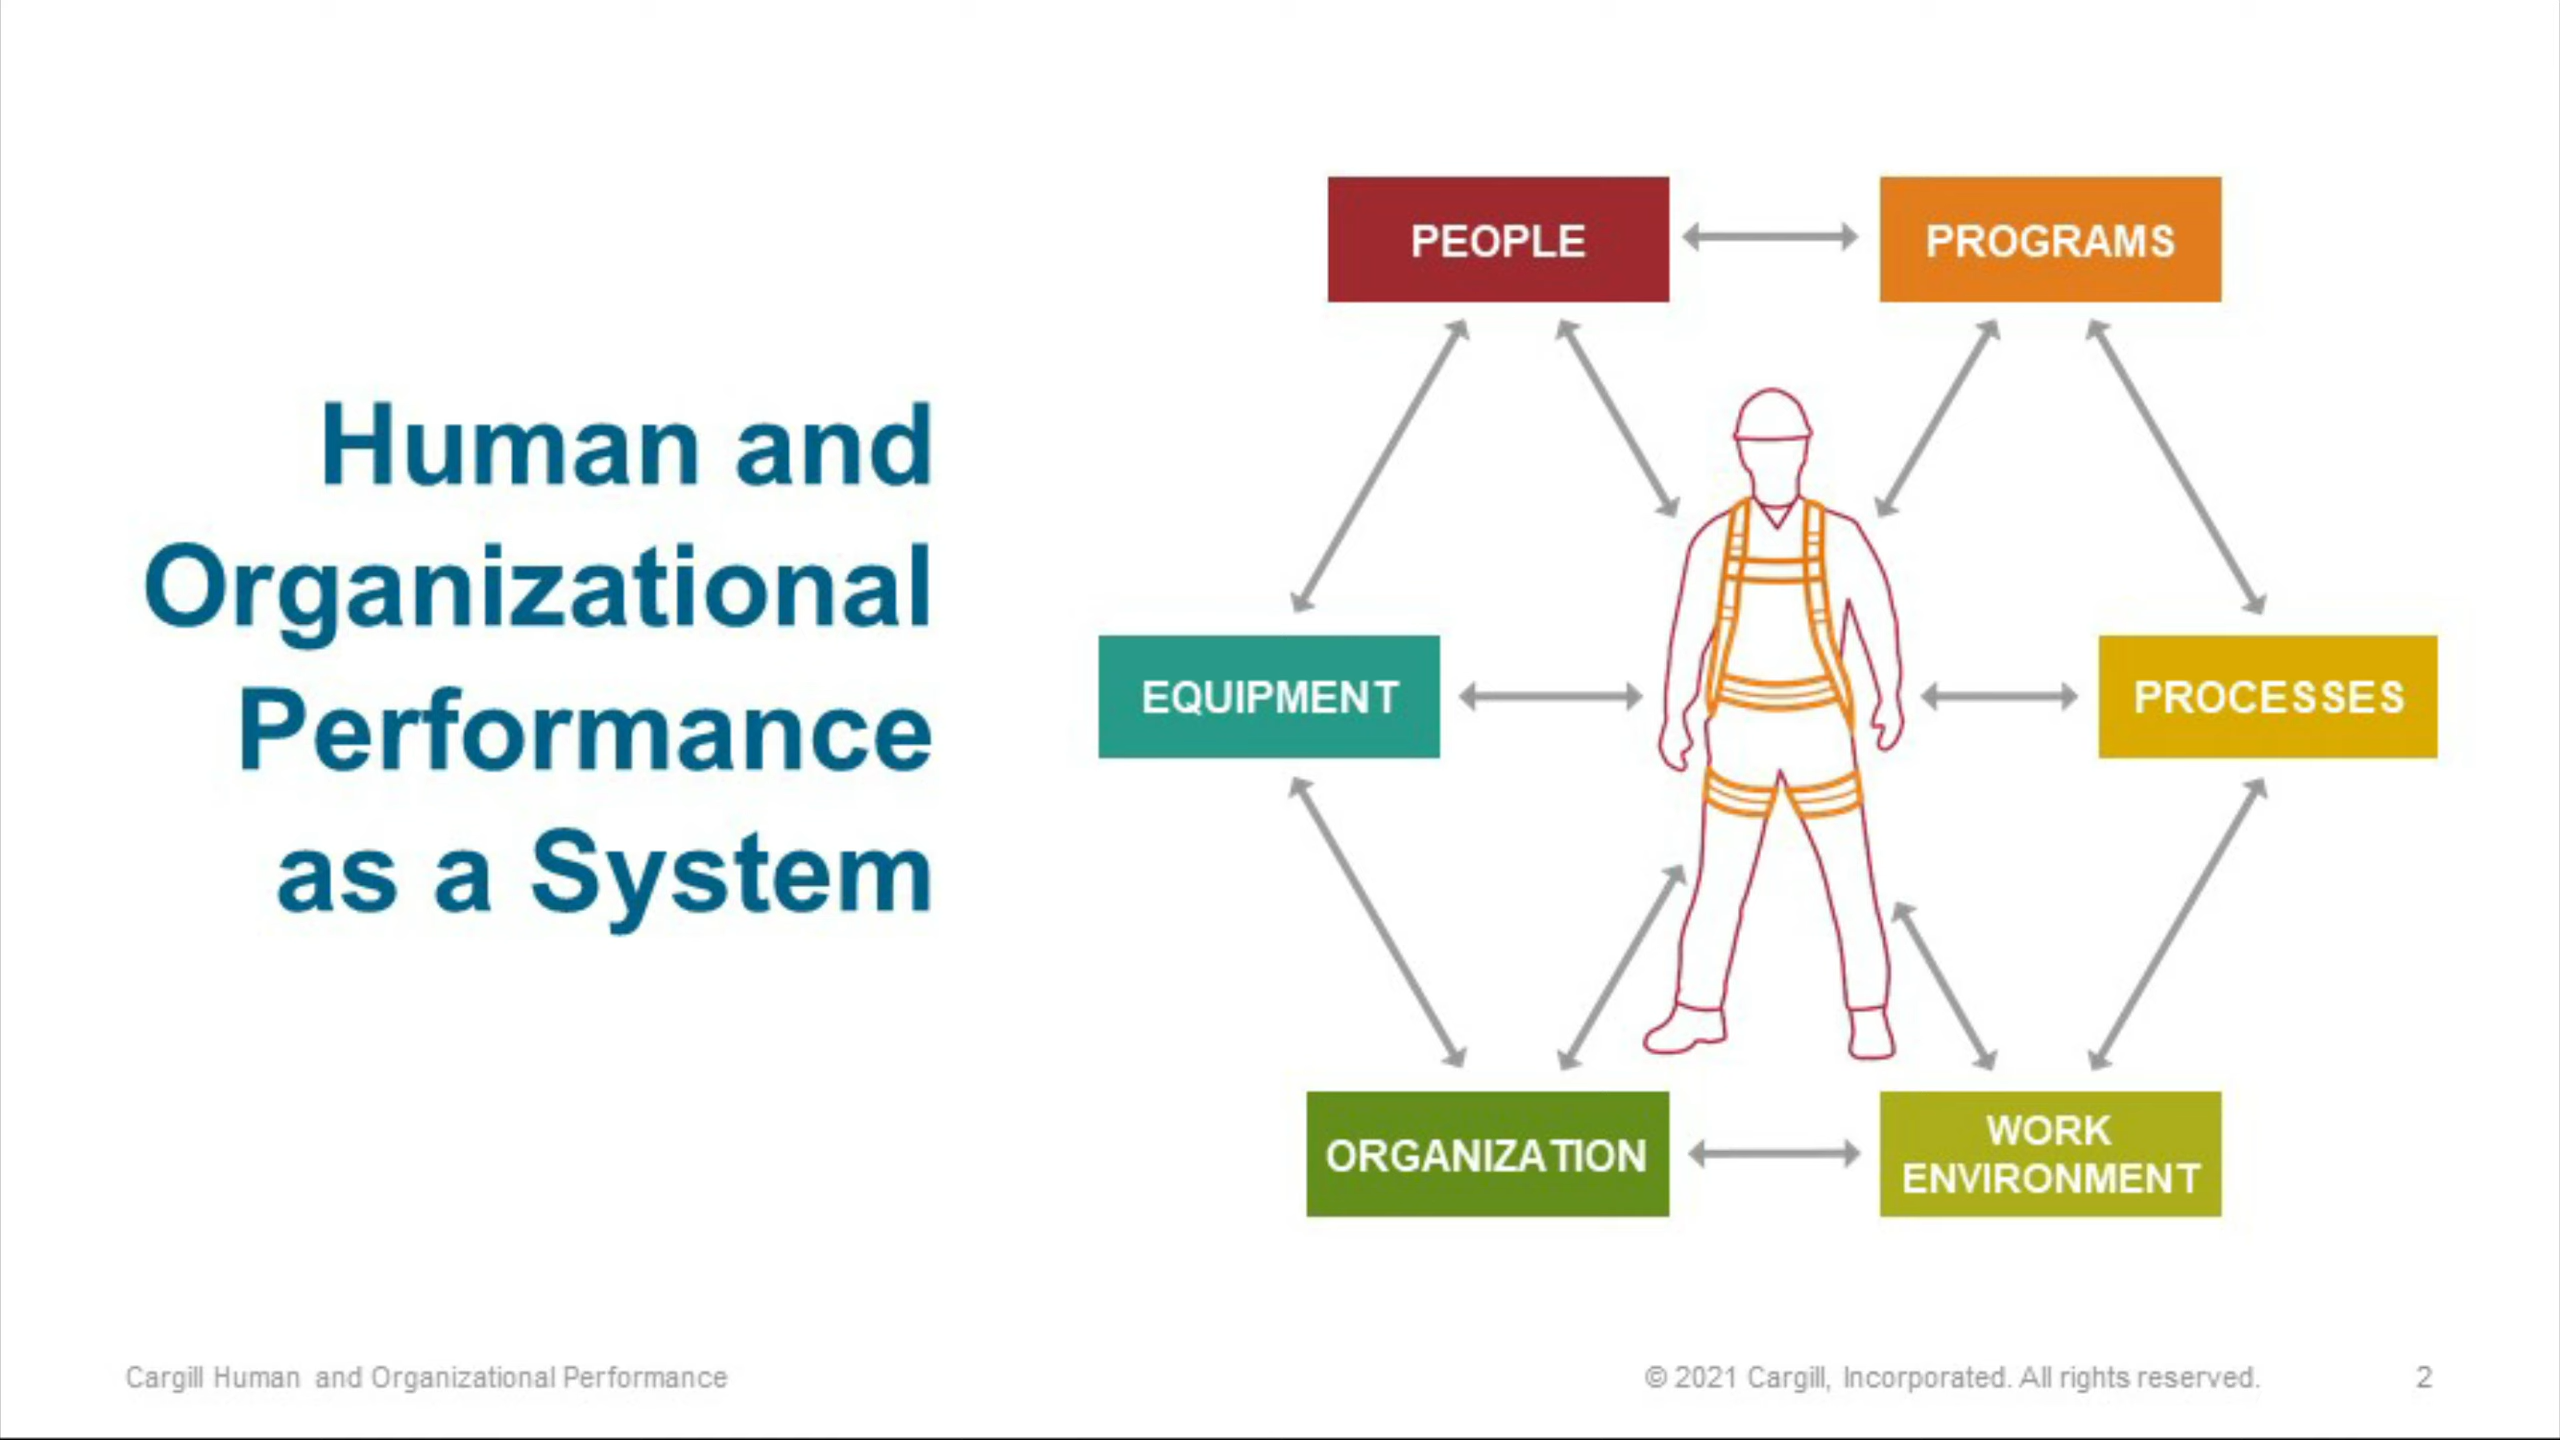 Human and
Organizational
Performance
as a System
PEOPLE
PROGRAMS
EQUIPMENT
PROCESSES
ORGANIZATION
WORK
ENVIRONMENT
Cargill Human and Organizational Performance
© 2021 Cargill, Incorporated. All rights reserved.
2